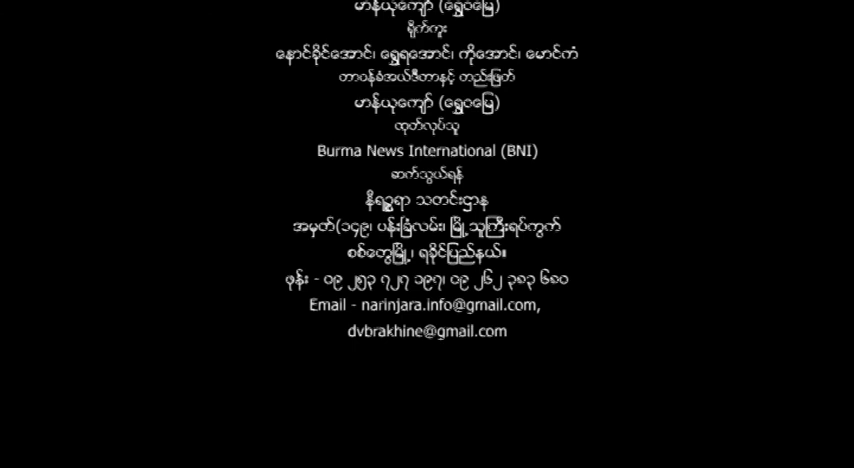 မာန်ယုကျော် (ရွှေဝမြေ)
ရိုက်ကူး
နောင်ခိုင်အောင်၊ ရွှေရအောင်၊ ကိုအောင်၊ မောင်ကံ
တာဝန်ခံအယ်ဒီတာနှင့် တည်းဖြတ်
မာန်ယုကျော် (ရွှေဝမြေ)
ထုတ်လုပ်သူ
Burma News International (BNI)
ဆက်သွယ်ရန်
နိရဉ္စရာ သတင်းဌာန
အမှတ်(၁၄၉၊ ပန်းခြံလမ်း၊ မြို့သူကြီးရပ်ကွက်
စစ်တွေမြို့၊ ရခိုင်ပြည်နယ်။
ဖုန်း - ၀၉ ၂၅၃ ၇၂၇ ၁၉၇၊ ၀၉ ၂၆၂ ၃၈၃ ၆၈၀
Email - narinjara.info@gmail.com,
dvbrakhine@gmail.com